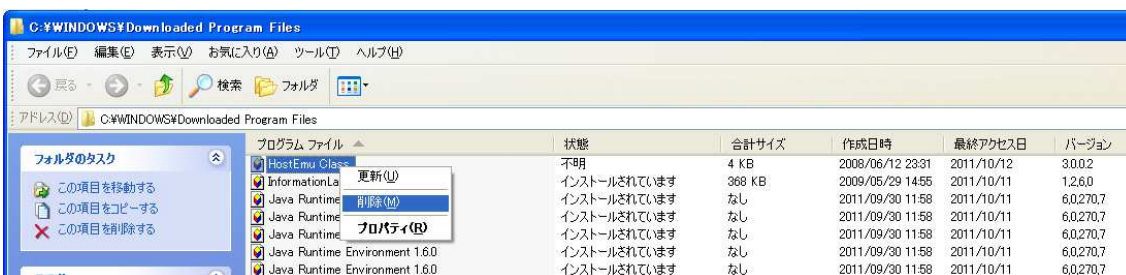 C:¥WINDOWS¥Downloaded Program Files
ファイル(F) 編集(E) 表示(V) お気に入り(A) ツール(T) ヘルプ(H)
戻る 検索 フォルダ
アドレス(D) C:¥WINDOWS¥Downloaded Program Files
フォルダのタスク
この項目を移動する
この項目をコピーする
この項目を削除する
プログラム ファイル 状態 合計サイズ 作成日時 最終アクセス日 バージョン
HostEmu Class 不明 4 KB 2008/06/12 23:31 2011/10/12 3.0.0.2
InformationLa インストールされています 368 KB 2009/05/29 14:55 2011/10/11 1,2,6,0
Java Runtime インストールされています なし 2011/09/30 11:58 2011/10/11 6,0,270,7
Java Runtime インストールされています なし 2011/09/30 11:58 2011/10/11 6,0,270,7
Java Runtime インストールされています なし 2011/09/30 11:58 2011/10/11 6,0,270,7
Java Runtime Environment 1.6.0 インストールされています なし 2011/09/30 11:58 2011/10/11 6,0,270,7
Java Runtime Environment 1.6.0 インストールされています なし 2011/09/30 11:58 2011/10/11 6,0,270,7
更新(U)
削除(M)
プロパティ(R)